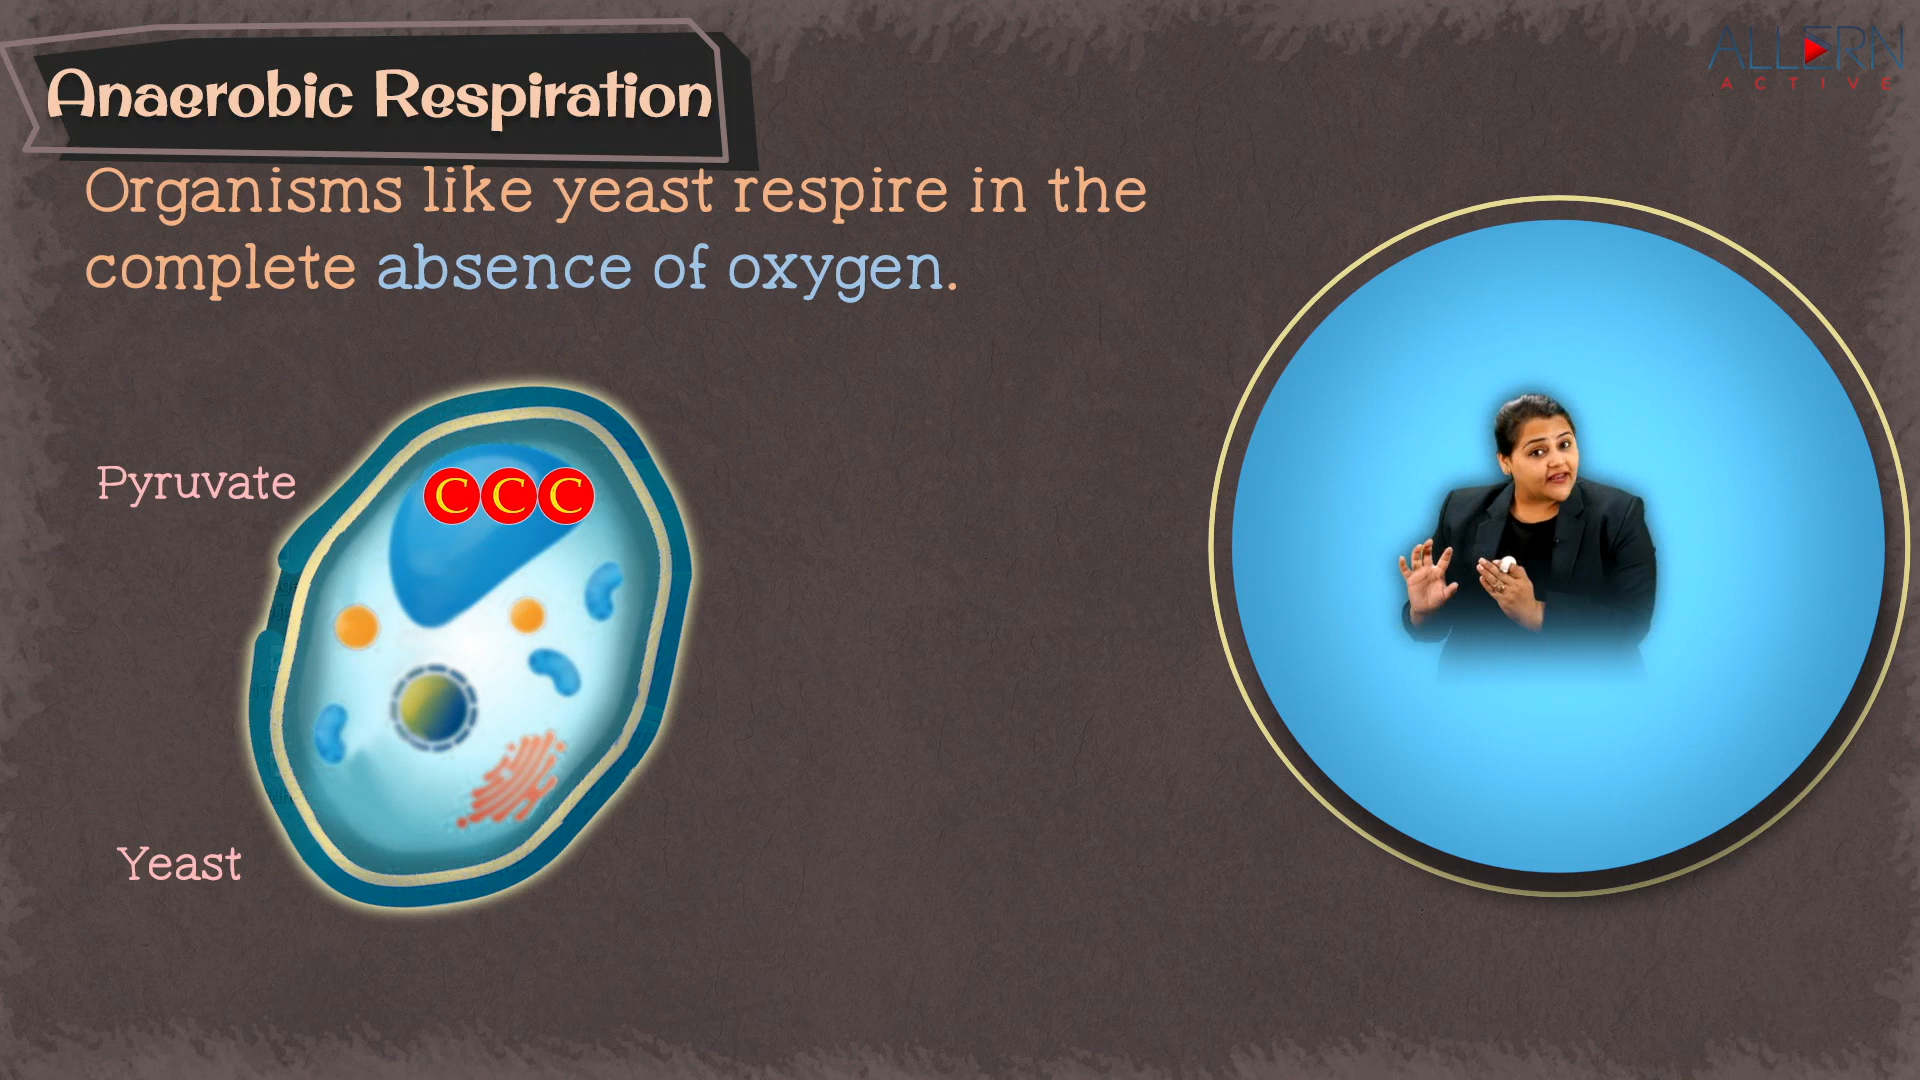 ALLERN
ACTIVE
Anaerobic Respiration
Organisms like yeast respire in the
complete absence of oxygen.
Pyruvate
C C C
Yeast